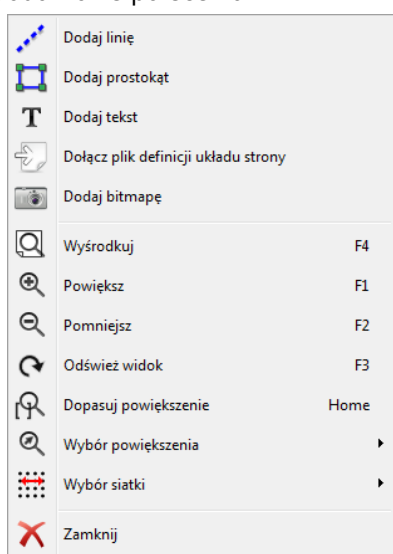 Dodaj linię
Dodaj prostokąt
T Dodaj tekst
Dołącz plik definicji układu strony
Dodaj bitmapę
Wyśrodkuj F4
Powiększ F1
Pomniejsz F2
Odśwież widok F3
Dopasuj powiększenie Home
Wybór powiększenia
Wybór siatki
Zamknij